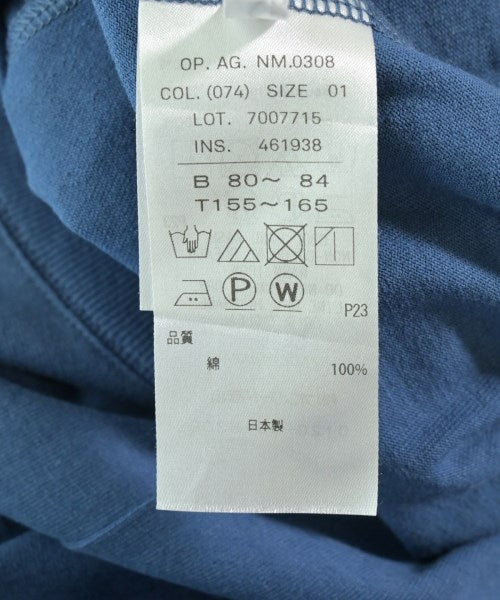 OP. AG. NM.0308
COL. (074) SIZE 01
LOT. 7007715
INS. 461938
B 80～ 84
T155～165
P W
P23
品質
綿 100%
日本製